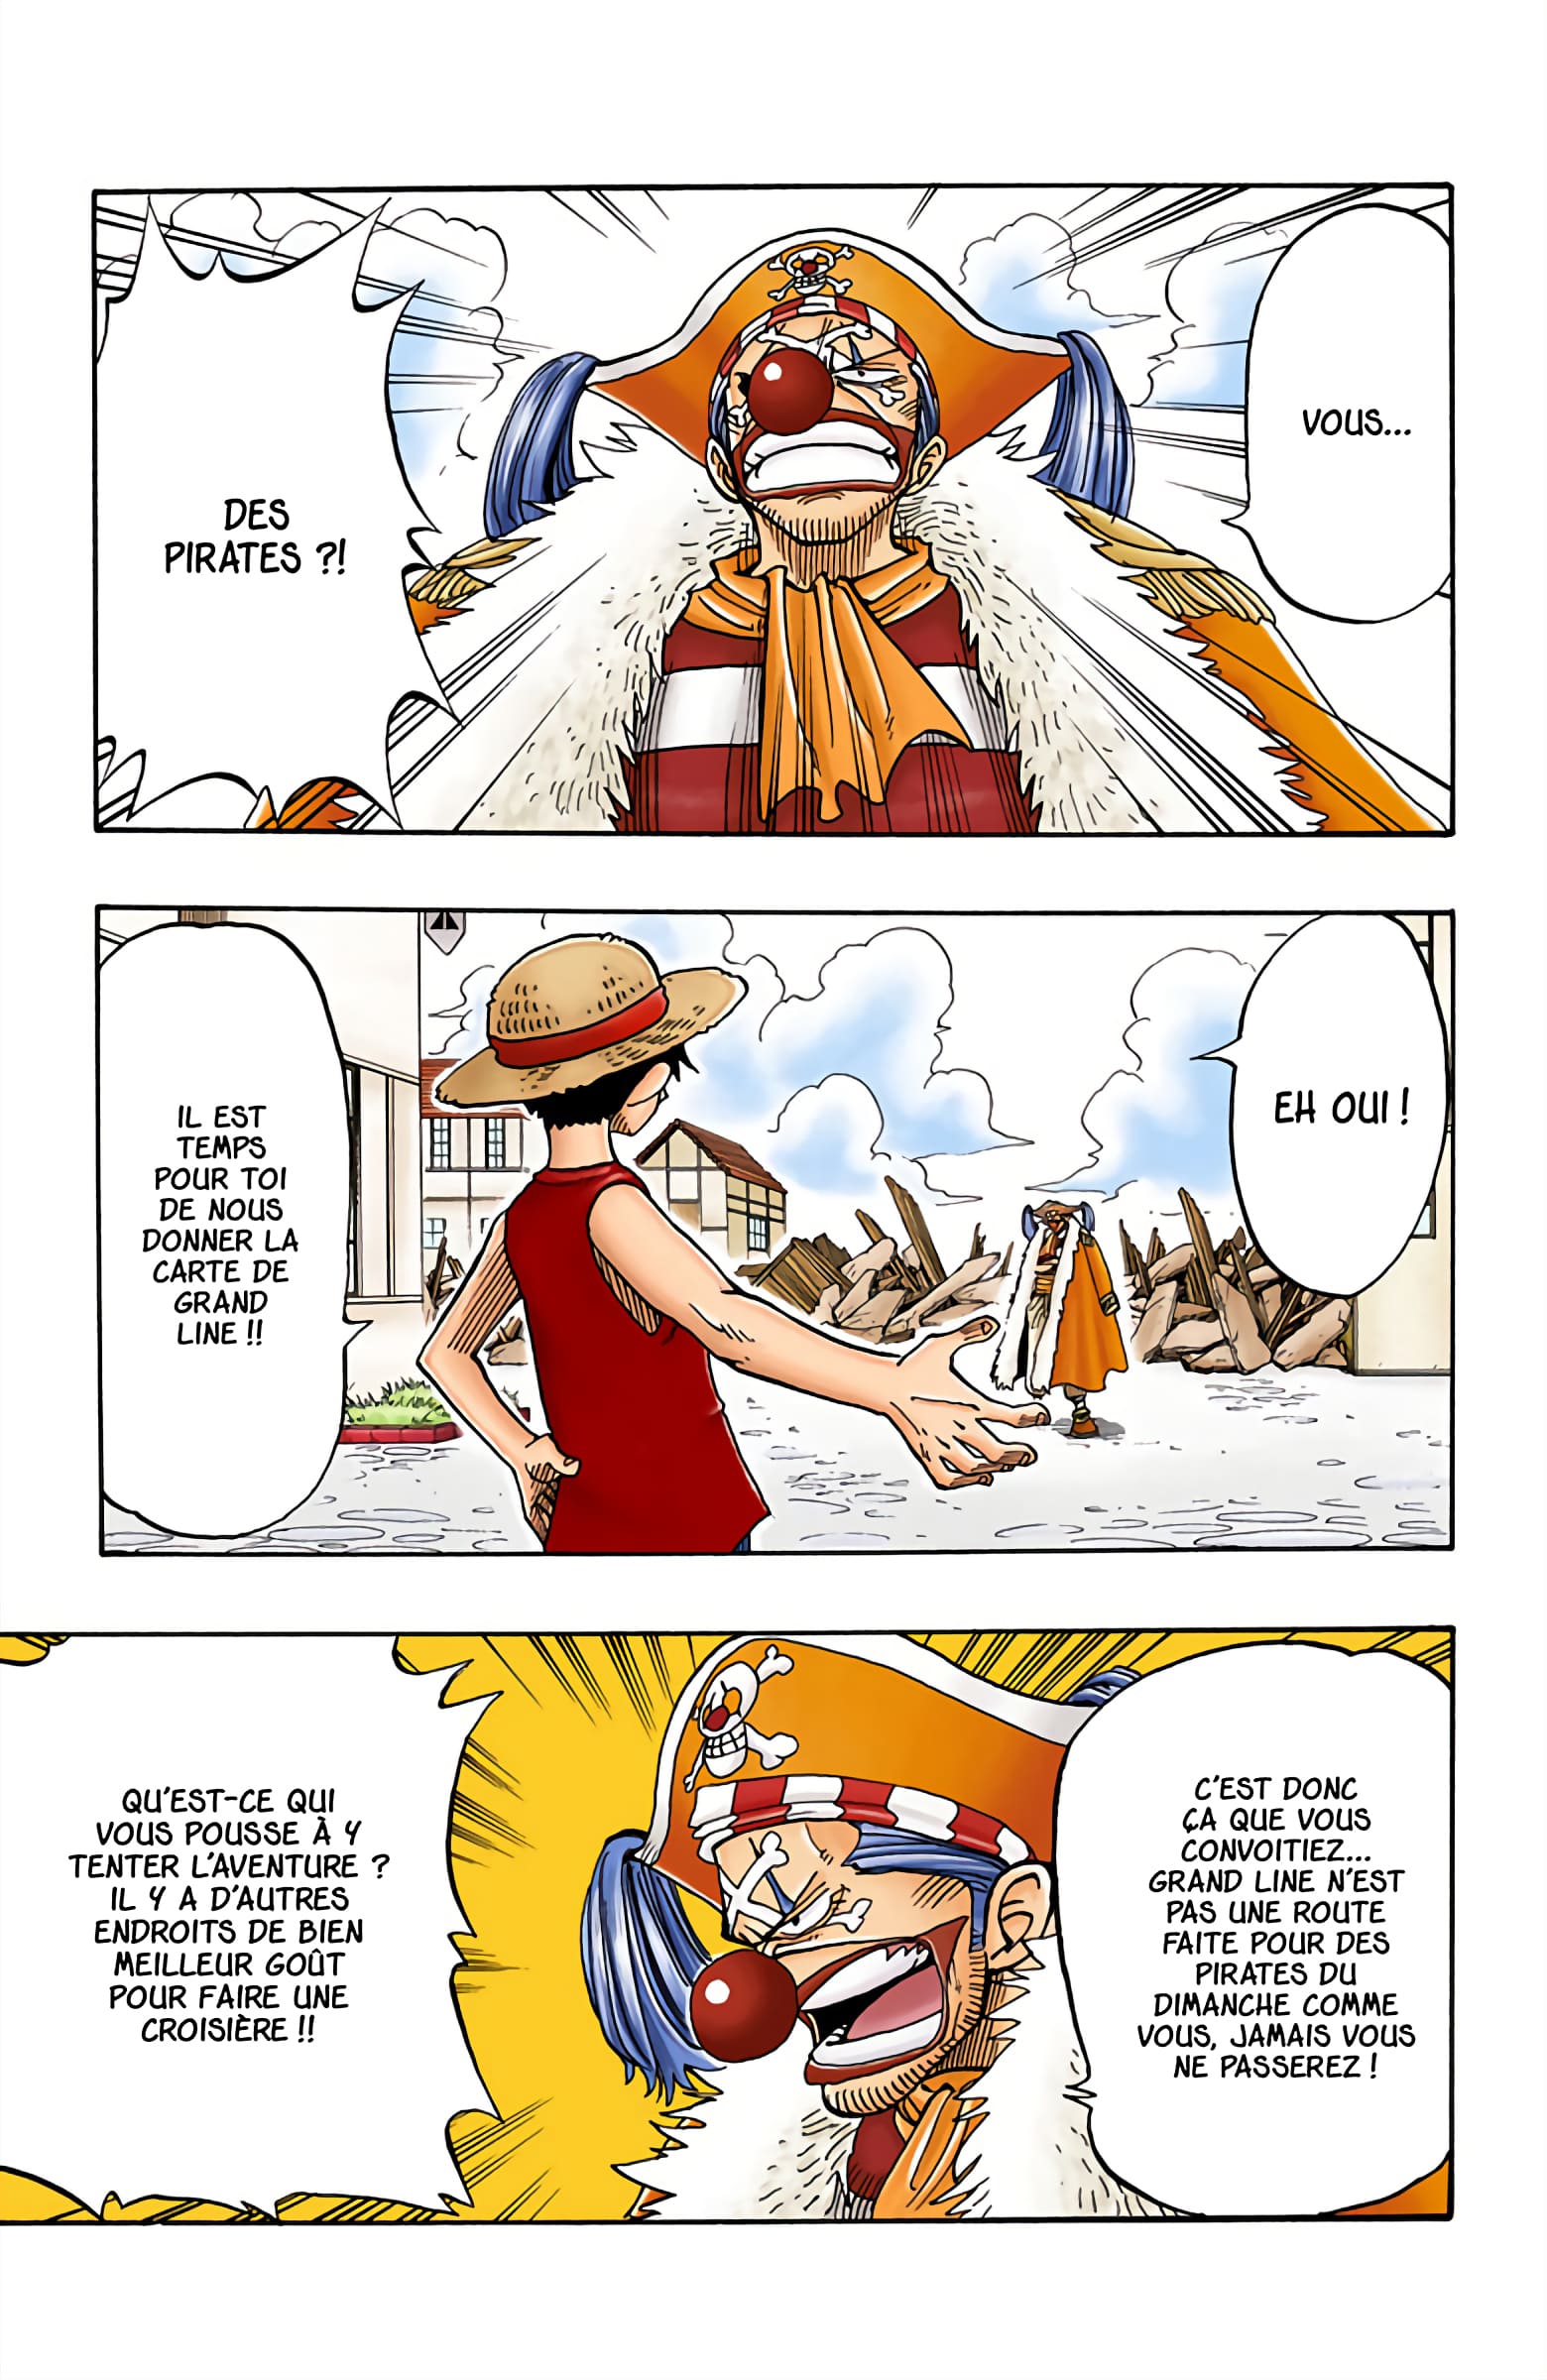 VOUS...
DES
PIRATES ?!
EH OUI !
IL EST
TEMPS
POUR TOI
DE NOUS
DONNER LA
CARTE DE
GRAND
LINE !!
C'EST DONC
ÇA QUE VOUS
CONVOITIEZ...
GRAND LINE N'EST
PAS UNE ROUTE
FAITE POUR DES
PIRATES DU
DIMANCHE COMME
VOUS, JAMAIS VOUS
NE PASSEREZ !
QU'EST-CE QUI
VOUS POUSSE À Y
TENTER L'AVENTURE ?
IL Y A D'AUTRES
ENDROITS DE BIEN
MEILLEUR GOÛT
POUR FAIRE UNE
CROISIÈRE !!